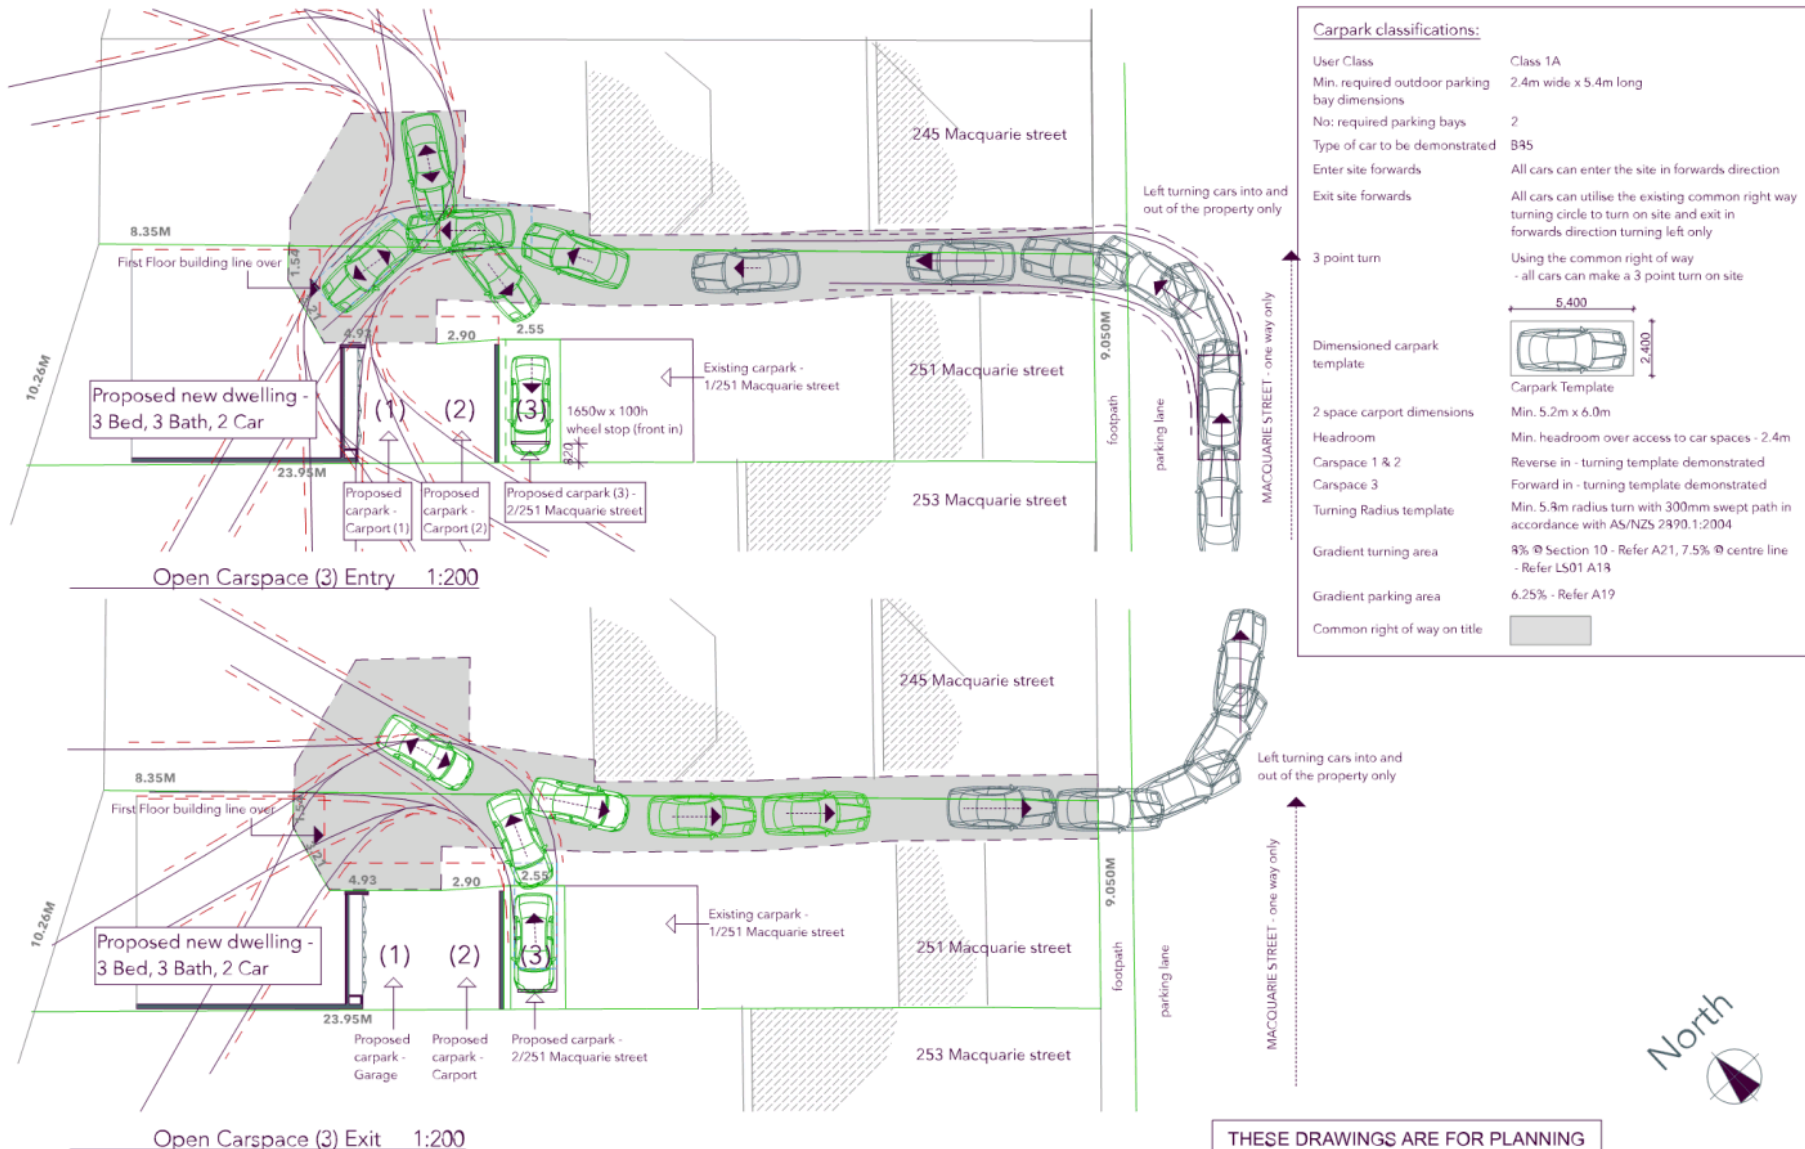 245 Macquarie street
Left turning cars into and
out of the property only
8.35M
First Floor building line over
1.54
21
4.93
2.90
2.55
10.26M
Proposed new dwelling -
3 Bed, 3 Bath, 2 Car
(1)
(2)
(3)
1650w x 100h
wheel stop (front in)
820
Existing carpark -
1/251 Macquarie street
251 Macquarie street
9.050M
footpath
parking lane
MACQUARIE STREET - one way only
23.95M
Proposed
carpark -
Carport (1)
Proposed
carpark -
Carport (2)
Proposed carpark (3) -
2/251 Macquarie street
253 Macquarie street
Open Carspace (3) Entry 1:200
Carpark classifications:
User Class Class 1A
Min. required outdoor parking 2.4m wide x 5.4m long
bay dimensions
No: required parking bays 2
Type of car to be demonstrated B85
Enter site forwards All cars can enter the site in forwards direction
Exit site forwards All cars can utilise the existing common right way
turning circle to turn on site and exit in
forwards direction turning left only
3 point turn Using the common right of way
- all cars can make a 3 point turn on site
5,400
2,400
Dimensioned carpark
template
Carpark Template
2 space carport dimensions Min. 5.2m x 6.0m
Headroom Min. headroom over access to car spaces - 2.4m
Carspace 1 & 2 Reverse in - turning template demonstrated
Carspace 3 Forward in - turning template demonstrated
Turning Radius template Min. 5.8m radius turn with 300mm swept path in
accordance with AS/NZS 2890.1:2004
Gradient turning area 8% @ Section 10 - Refer A21, 7.5% @ centre line
- Refer LS01 A18
Gradient parking area 6.25% - Refer A19
Common right of way on title
245 Macquarie street
Left turning cars into and
out of the property only
8.35M
First Floor building line over
1.54
3.21
4.93
2.90
2.55
10.26M
Proposed new dwelling -
3 Bed, 3 Bath, 2 Car
(1)
(2)
(3)
Existing carpark -
1/251 Macquarie street
251 Macquarie street
9.050M
footpath
parking lane
MACQUARIE STREET - one way only
23.95M
Proposed
carpark -
Garage
Proposed
carpark -
Carport
Proposed carpark -
2/251 Macquarie street
253 Macquarie street
North
Open Carspace (3) Exit 1:200
THESE DRAWINGS ARE FOR PLANNING